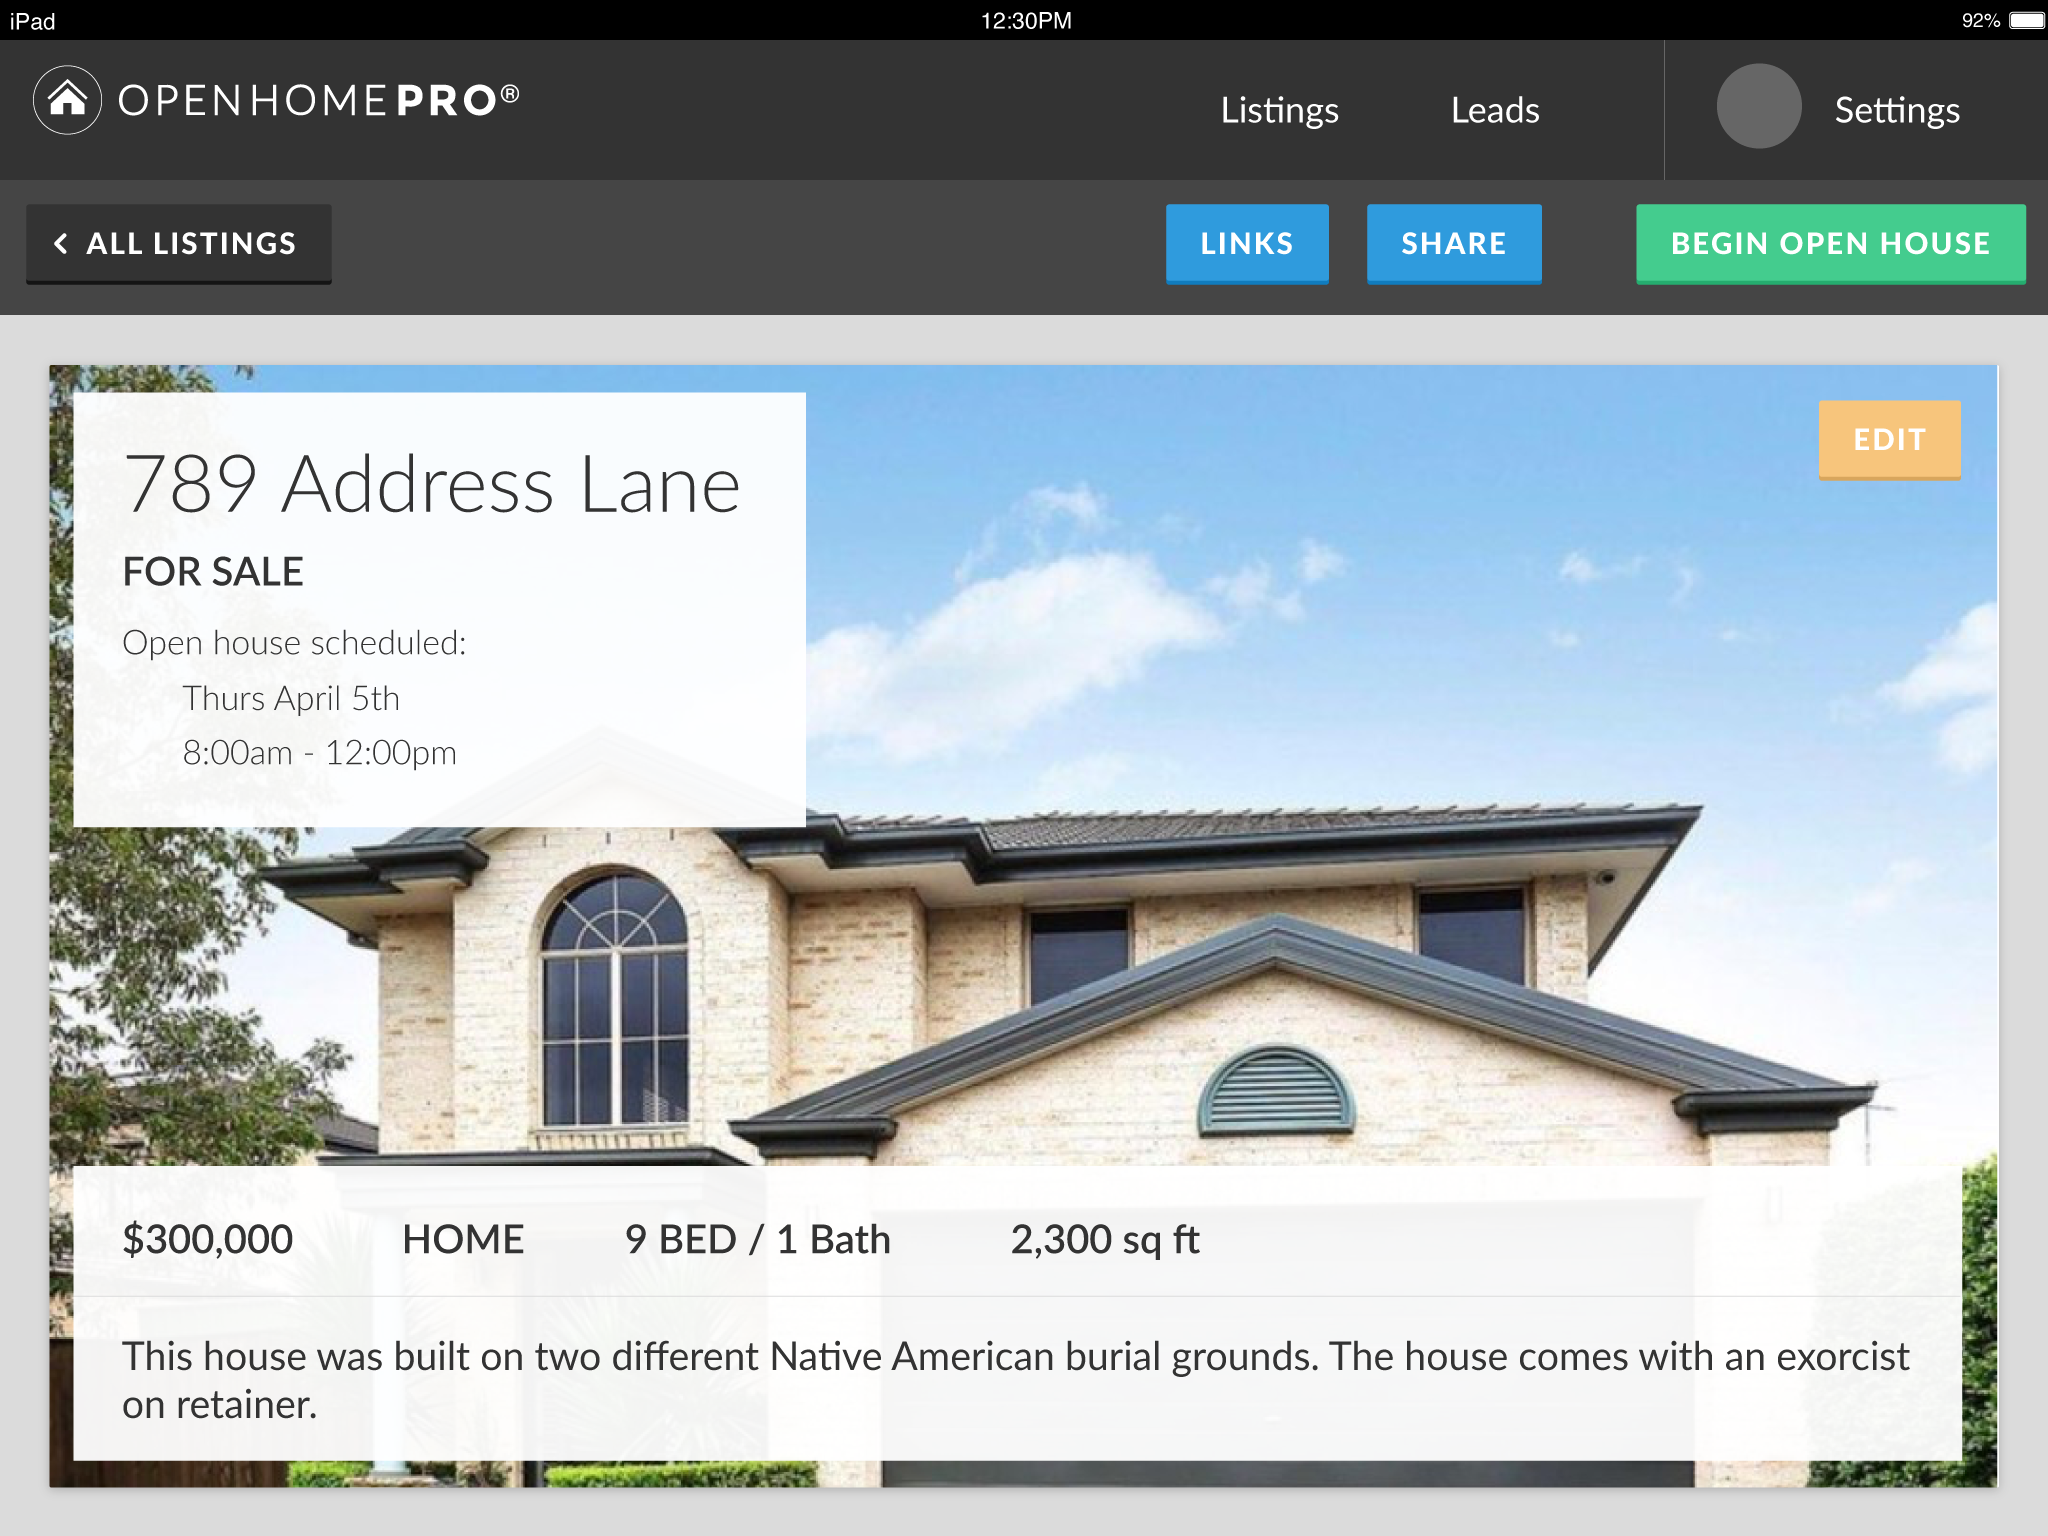 iPad
12:30PM
92%
OPENHOMEPRO®
Listings
Leads
Settings
ALL LISTINGS
LINKS
SHARE
BEGIN OPEN HOUSE
789 Address Lane
EDIT
FOR SALE
Open house scheduled:
Thurs April 5th
8:00am - 12:00pm
$300,000
HOME
9 BED / 1 Bath
2,300 sq ft
This house was built on two different Native American burial grounds. The house comes with an exorcist
on retainer.